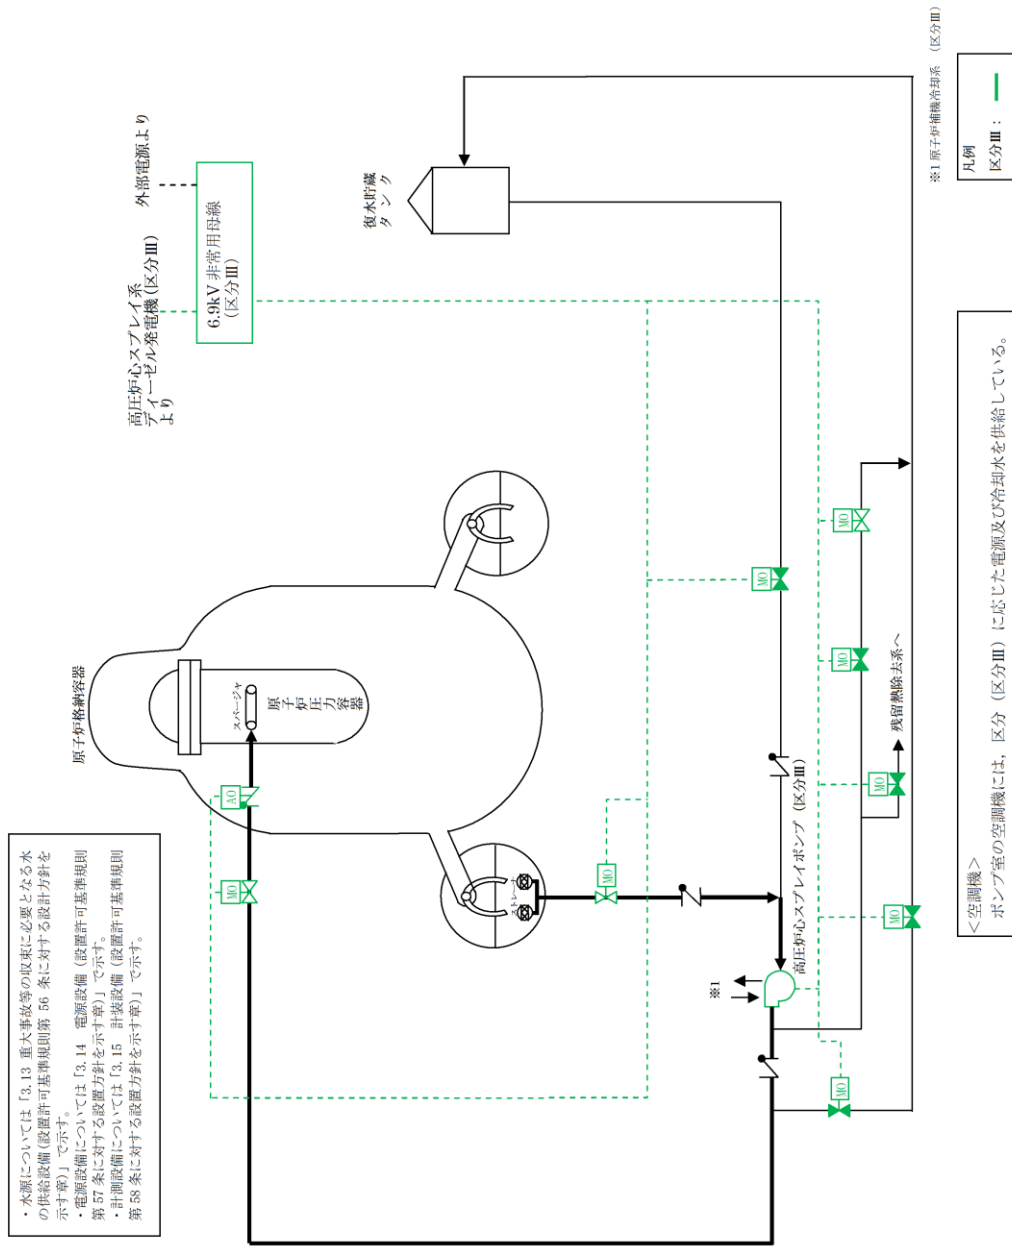 ・水源については「3.13 重大事故等の収束に必要となる水
の供給設備(設置許可基準規則第 56 条に対する設計方針を
示す章)」で示す。
・電源設備については「3.14 電源設備（設置許可基準規則
第 57 条に対する設置方針を示す章）」で示す。
・計測設備については「3.15 計装設備（設置許可基準規則
第 58 条に対する設置方針を示す章）」で示す。
原子炉格納容器
スパージャ
原子炉圧力容器
AO
MO
ストレーナ
高圧炉心スプレイ系
ディーゼル発電機(区分Ⅲ)
より
外部電源より
6.9kV 非常用母線
(区分Ⅲ)
復水貯蔵
タンク
MO
MO
※1
高圧炉心スプレイポンプ（区分Ⅲ）
MO
MO
MO
MO
MO
残留熱除去系へ
※1 原子炉補機冷却系 （区分Ⅲ）
凡例
区分Ⅲ：
＜空調機＞
ポンプ室の空調機には，区分（区分Ⅲ）に応じた電源及び冷却水を供給している。